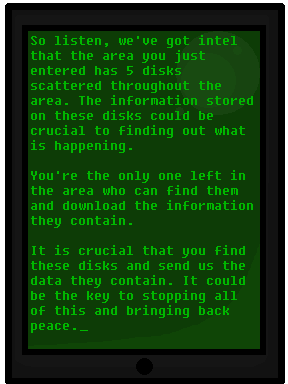 So listen, we've got intel
that the area you just
entered has 5 disks
scattered throughout the
area. The information stored
on these disks could be
crucial to finding out what
is happening.
You're the only one left in
the area who can find them
and download the information
they contain.
It is crucial that you find
these disks and send us the
data they contain. It could
be the key to stopping all
of this and bringing back
peace._